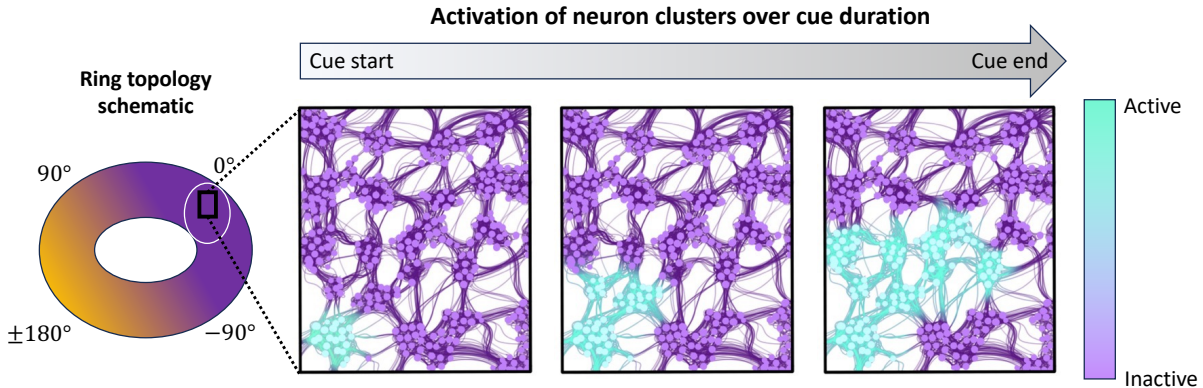 Activation of neuron clusters over cue duration
Cue start
Cue end
Ring topology
schematic
0°
90°
±180°
−90°
Active
Inactive